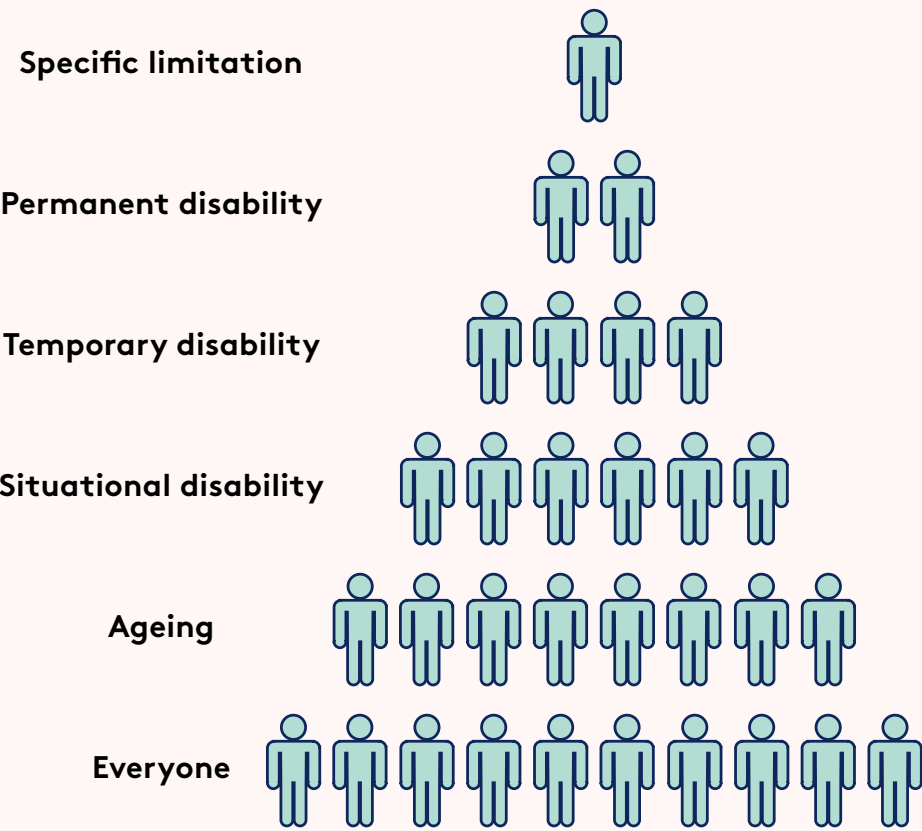 Specific limitation
Permanent disability
Temporary disability
Situational disability
Ageing
Everyone